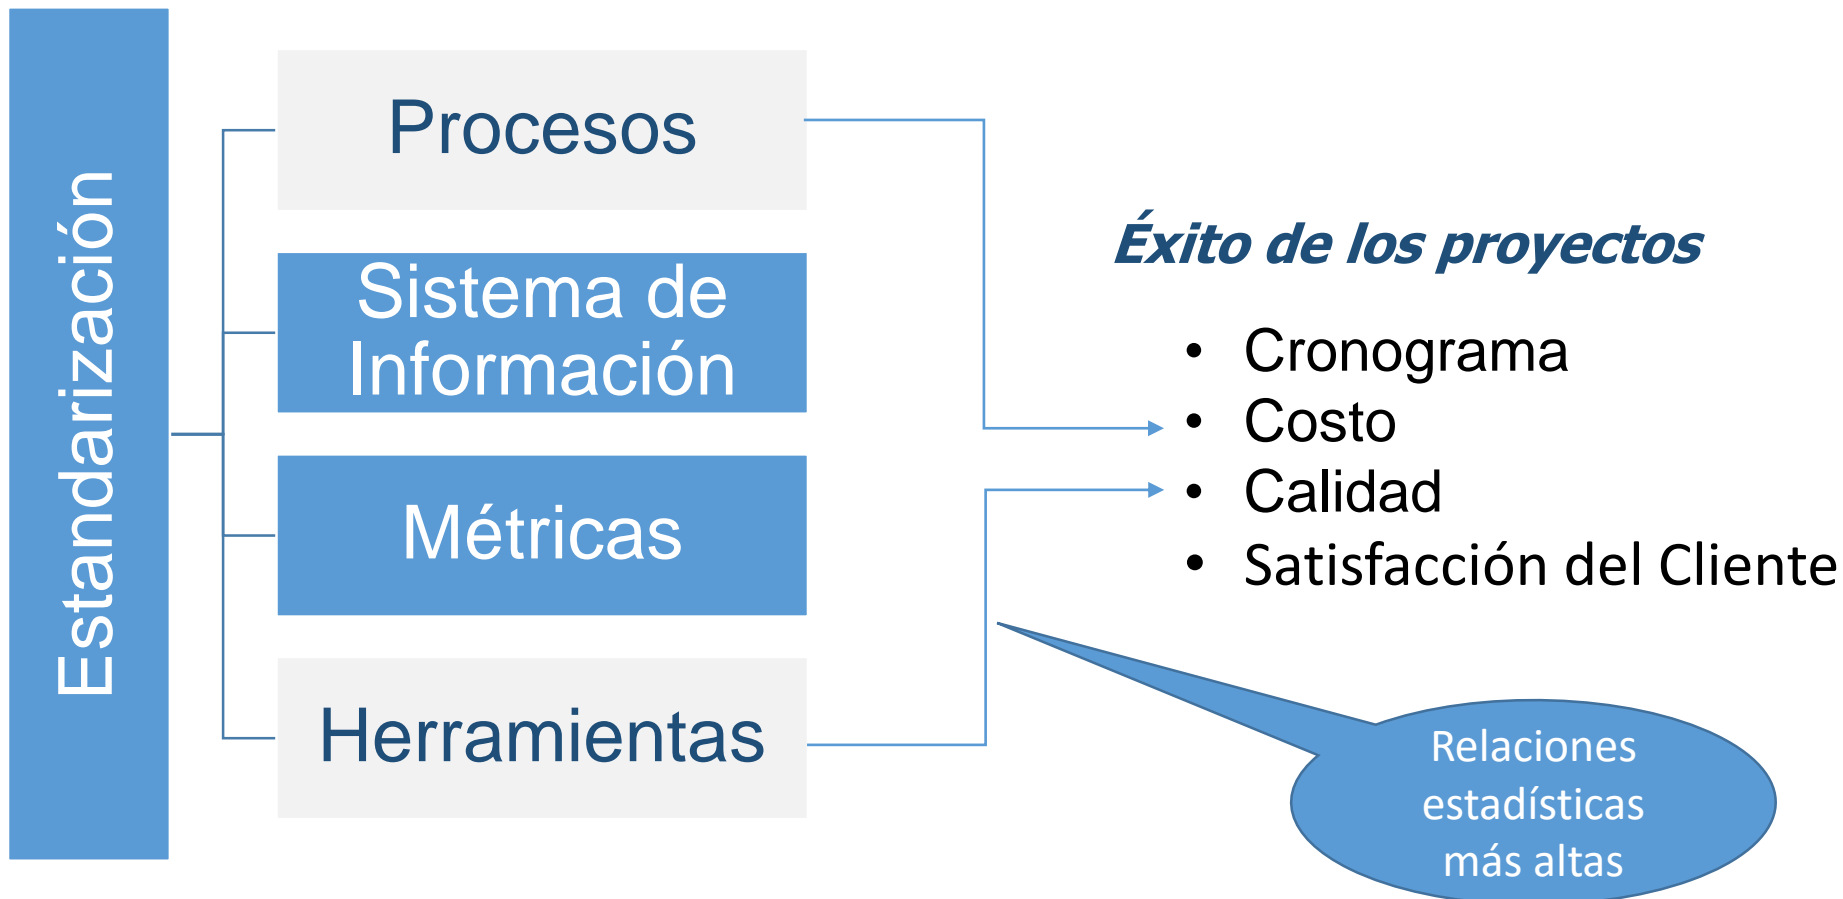 Estandarización
Procesos
Sistema de
Información
Métricas
Herramientas
Éxito de los proyectos
• Cronograma
• Costo
• Calidad
• Satisfacción del Cliente
Relaciones
estadísticas
más altas